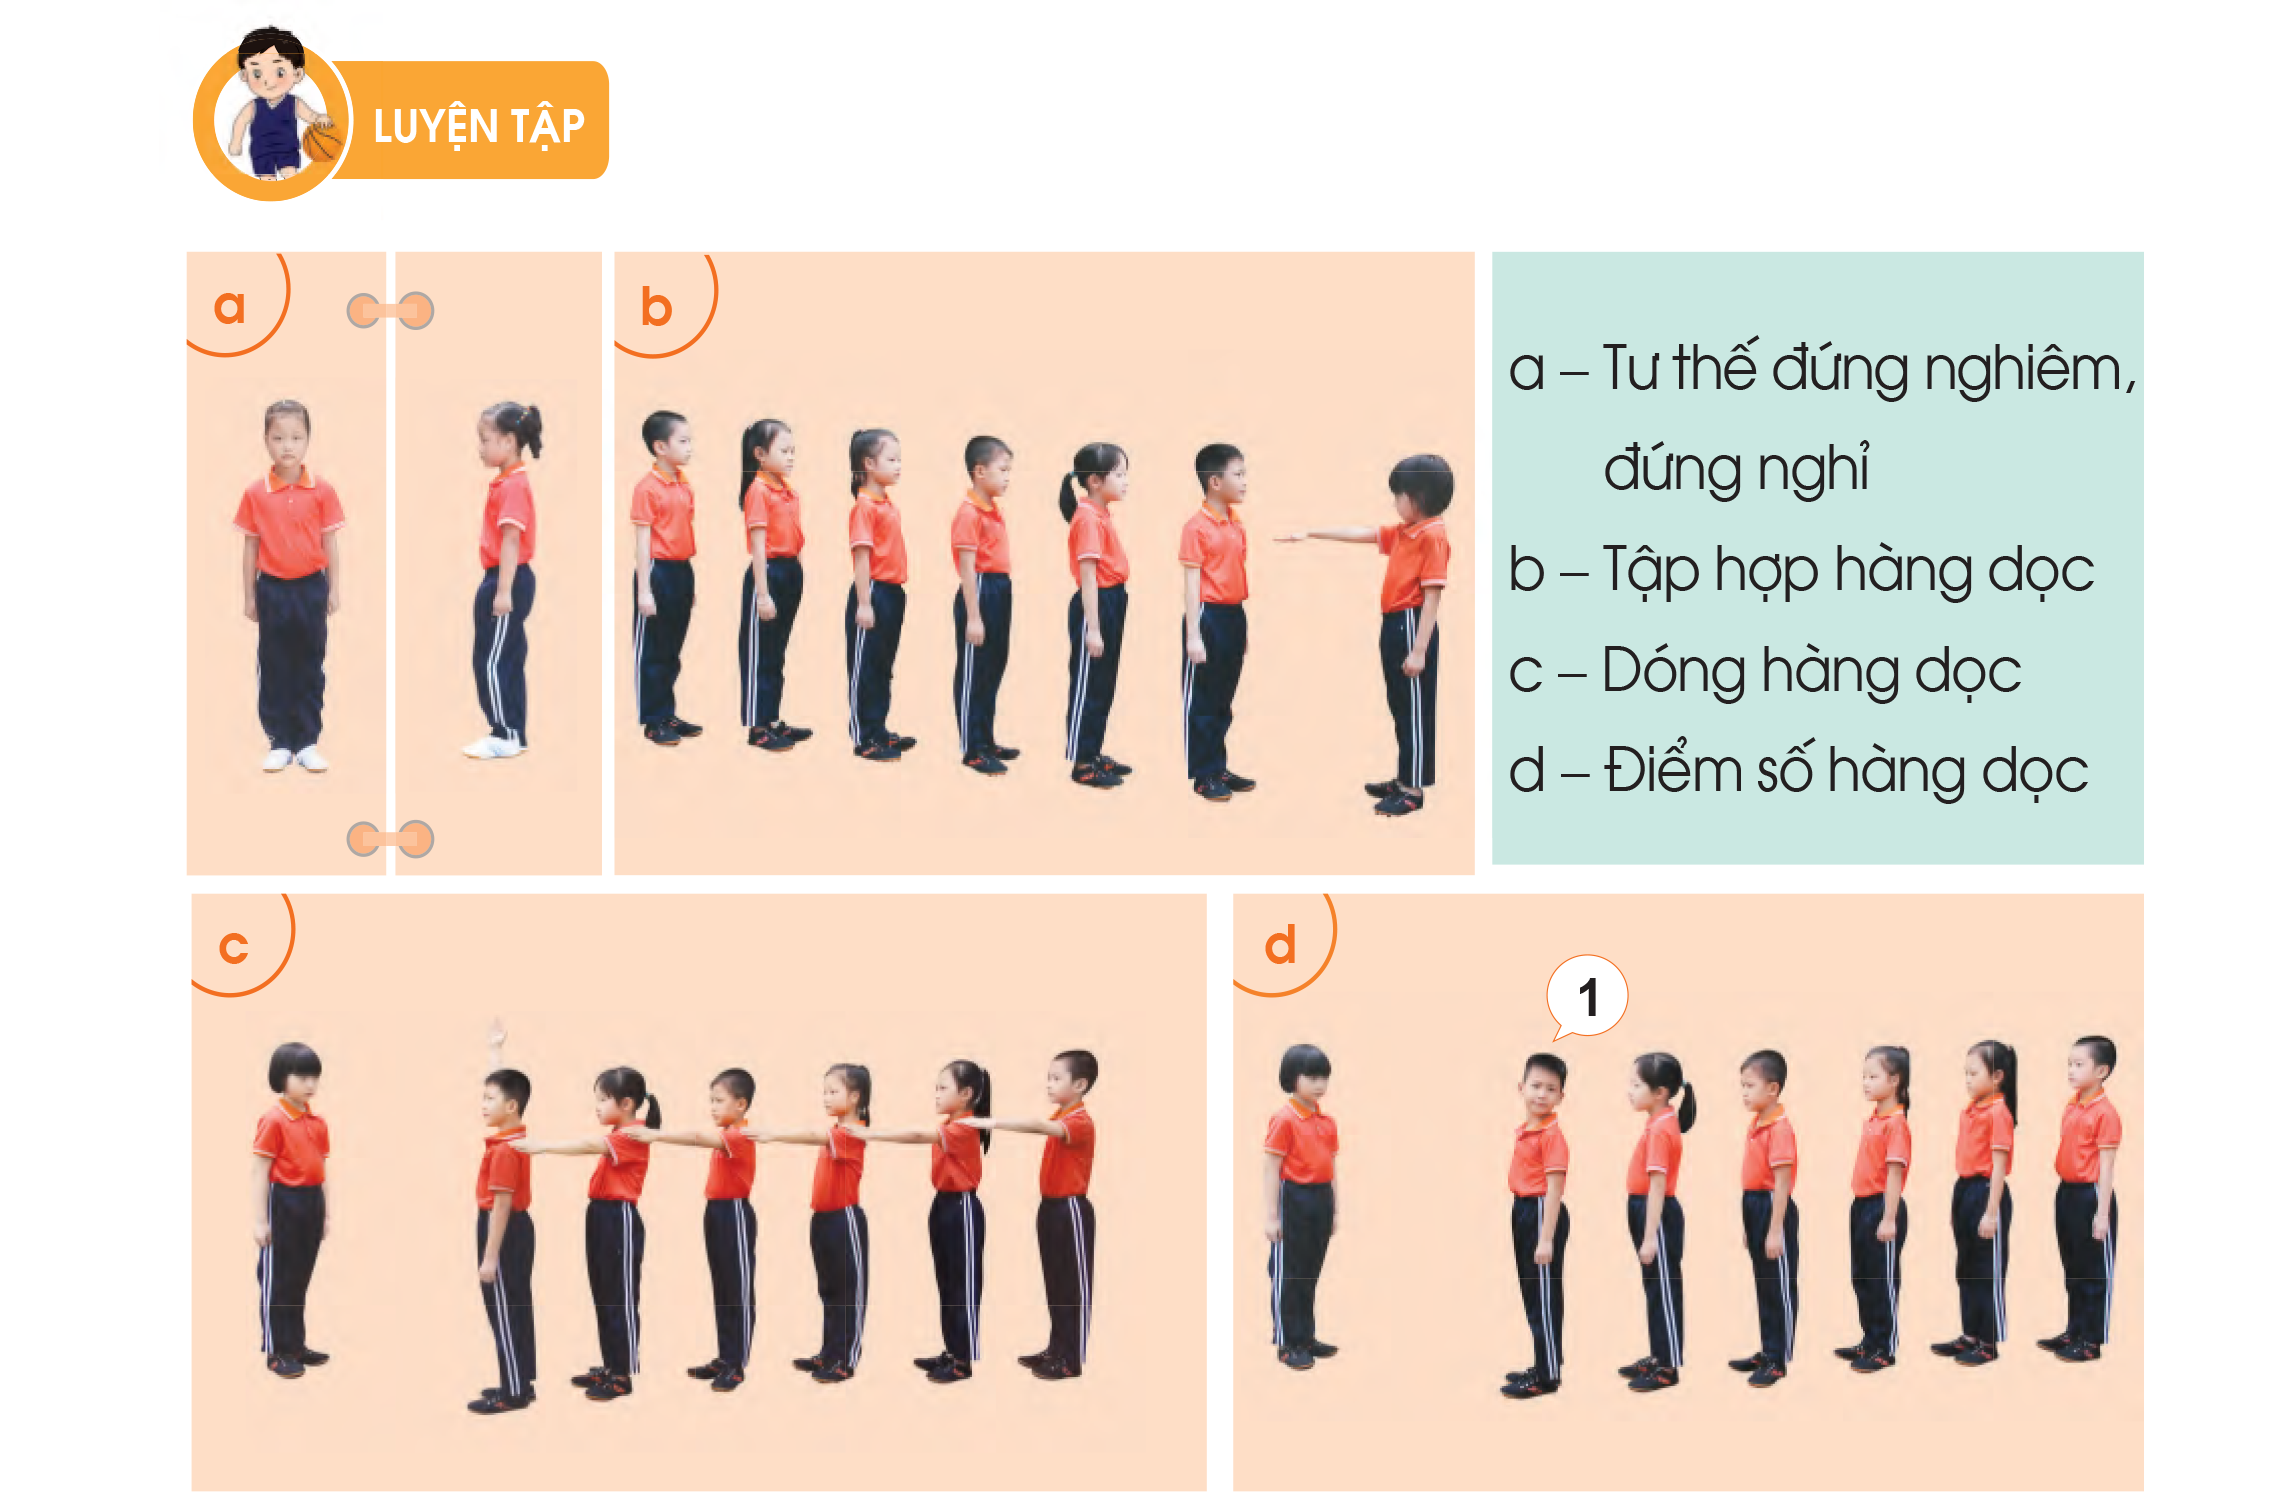 LUYỆN TẬP
a
b
a – Tư thế đứng nghiêm,
đứng nghỉ
b – Tập hợp hàng dọc
c – Dóng hàng dọc
d – Điểm số hàng dọc
c
d
1